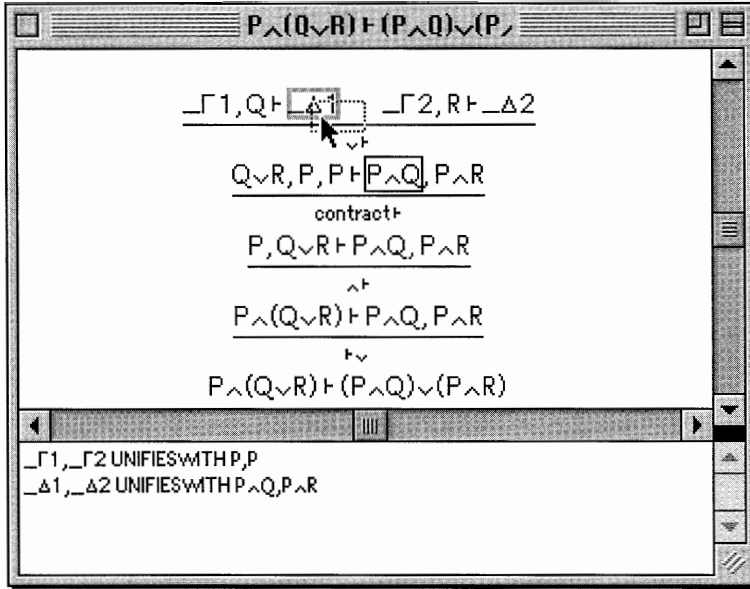 P∧(Q∨R)⊢(P∧Q)∨(P
_Γ1,Q⊢_Δ1 _Γ2,R⊢_Δ2
∨⊢
Q∨R,P,P⊢P∧Q,P∧R
contract⊢
P,Q∨R⊢P∧Q,P∧R
∧⊢
P∧(Q∨R)⊢P∧Q,P∧R
⊢∨
P∧(Q∨R)⊢(P∧Q)∨(P∧R)
_Γ1,_Γ2 UNIFIESWITH P,P
_Δ1,_Δ2 UNIFIESWITH P∧Q,P∧R